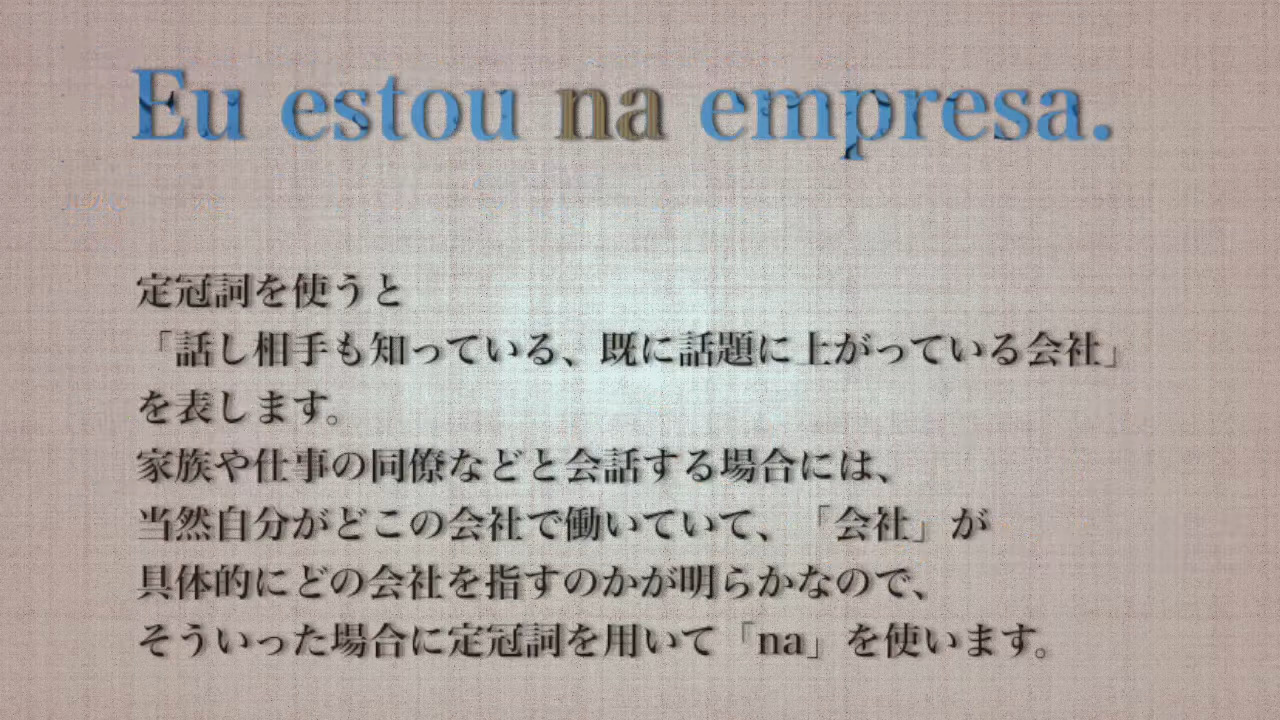 Eu estou na empresa.
定冠詞を使うと
「話し相手も知っている、既に話題に上がっている会社」
を表します。
家族や仕事の同僚などと会話する場合には、
当然自分がどこの会社で働いていて、「会社」が
具体的にどの会社を指すのかが明らかなので、
そういった場合に定冠詞を用いて「na」を使います。